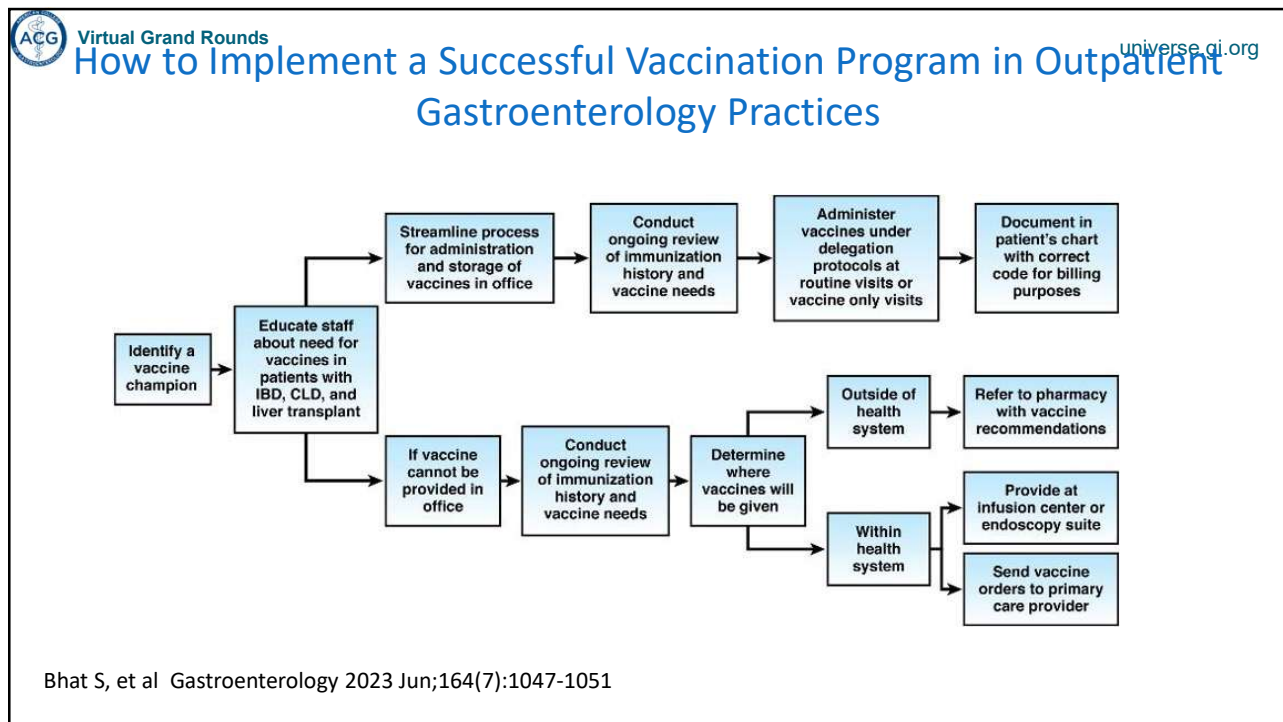 ACG
Virtual Grand Rounds
universe.gi.org
How to Implement a Successful Vaccination Program in Outpatient
Gastroenterology Practices
Identify a
vaccine
champion
Educate staff
about need for
vaccines in
patients with
IBD, CLD, and
liver transplant
Streamline process
for administration
and storage of
vaccines in office
Conduct
ongoing review
of immunization
history and
vaccine needs
Administer
vaccines under
delegation
protocols at
routine visits or
vaccine only visits
Document in
patient's chart
with correct
code for billing
purposes
If vaccine
cannot be
provided in
office
Conduct
ongoing review
of immunization
history and
vaccine needs
Determine
where
vaccines will
be given
Outside of
health
system
Refer to pharmacy
with vaccine
recommendations
Within
health
system
Provide at
infusion center or
endoscopy suite
Send vaccine
orders to primary
care provider
Bhat S, et al Gastroenterology 2023 Jun;164(7):1047-1051